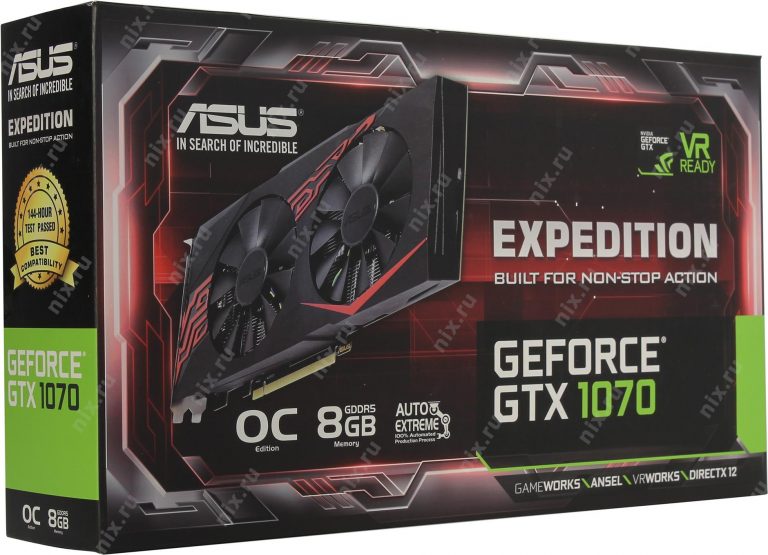 ASUS
IN SEARCH OF INCREDIBLE
EXPEDITION
BUILT FOR NON-STOP ACTION
144-HOUR
TEST PASSED
BEST
COMPATIBILITY
GEFORCE®
GTX 1070
OC 8GB
ASUS
IN SEARCH OF INCREDIBLE
NVIDIA
GEFORCE
GTX
VR
READY
EXPEDITION
BUILT FOR NON-STOP ACTION
GEFORCE®
GTX 1070
OC
Edition
8GB
GDDR5
Memory
AUTO
EXTREME
100% Automated
Production Process
GAMEWORKS \ ANSEL \ VRWORKS \ DIRECTX 12
ASUS
nix.ru